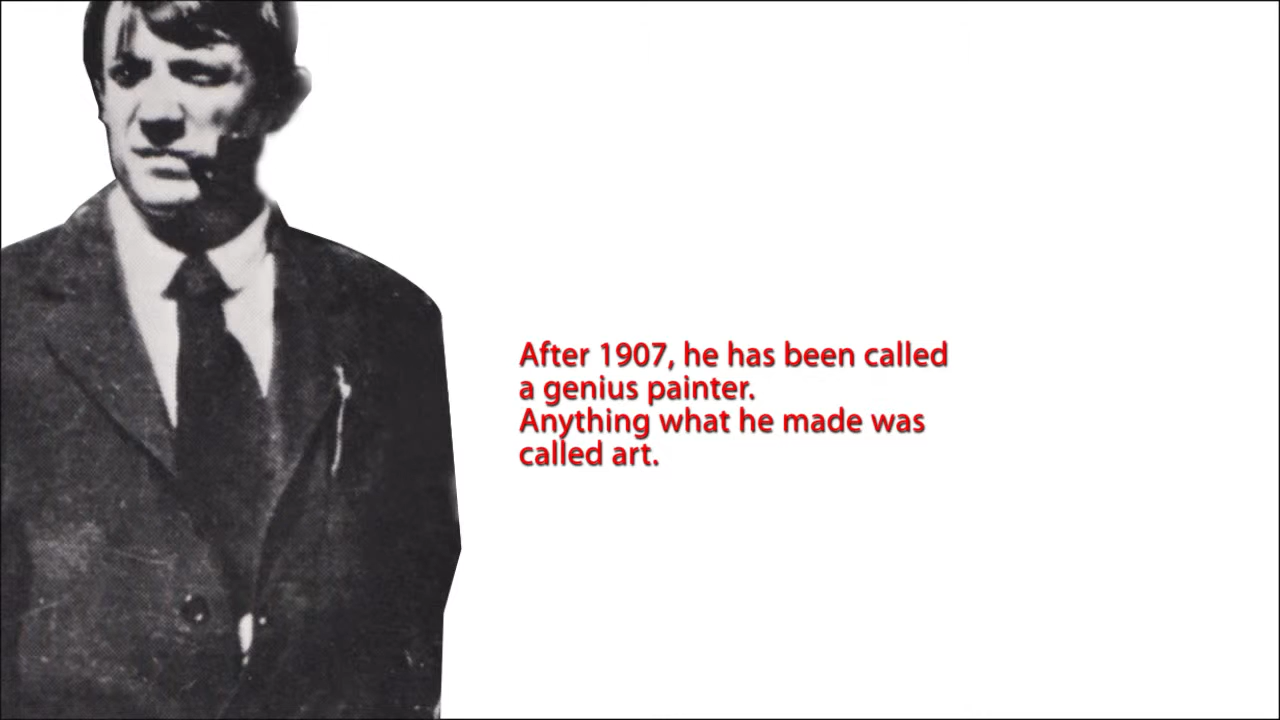 After 1907, he has been called
a genius painter.
Anything what he made was
called art.